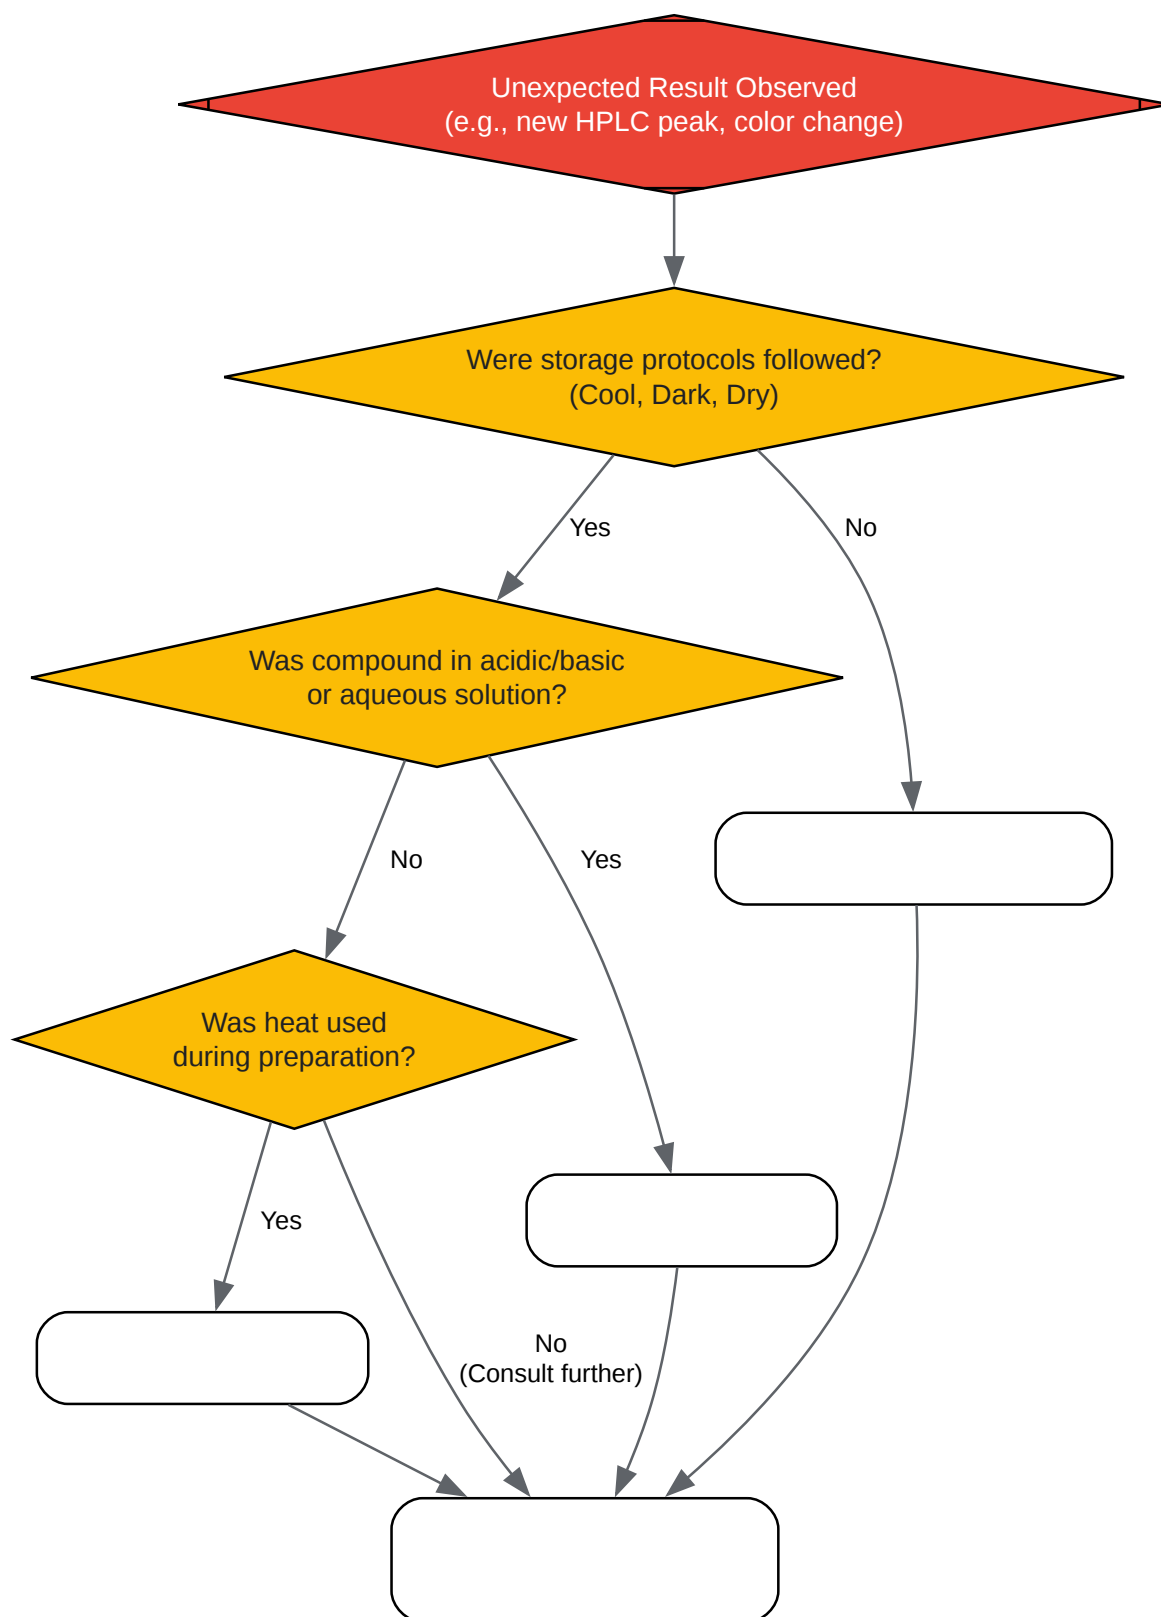 Unexpected Result Observed
(e.g., new HPLC peak, color change)
Were storage protocols followed?
(Cool, Dark, Dry)
Yes
No
Was compound in acidic/basic
or aqueous solution?
No
Yes
Was heat used
during preparation?
Yes
No
(Consult further)